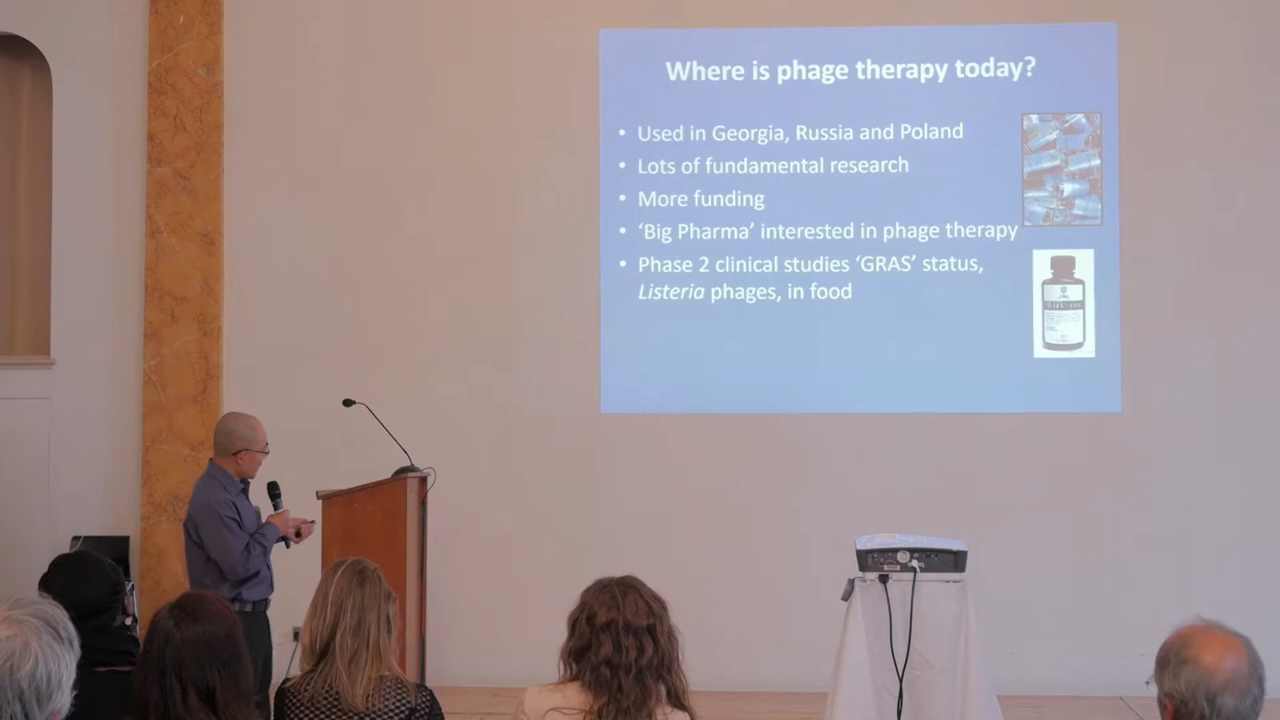 Where is phage therapy today?
• Used in Georgia, Russia and Poland
• Lots of fundamental research
• More funding
• ‘Big Pharma’ interested in phage therapy
• Phase 2 clinical studies ‘GRAS’ status,
Listeria phages, in food